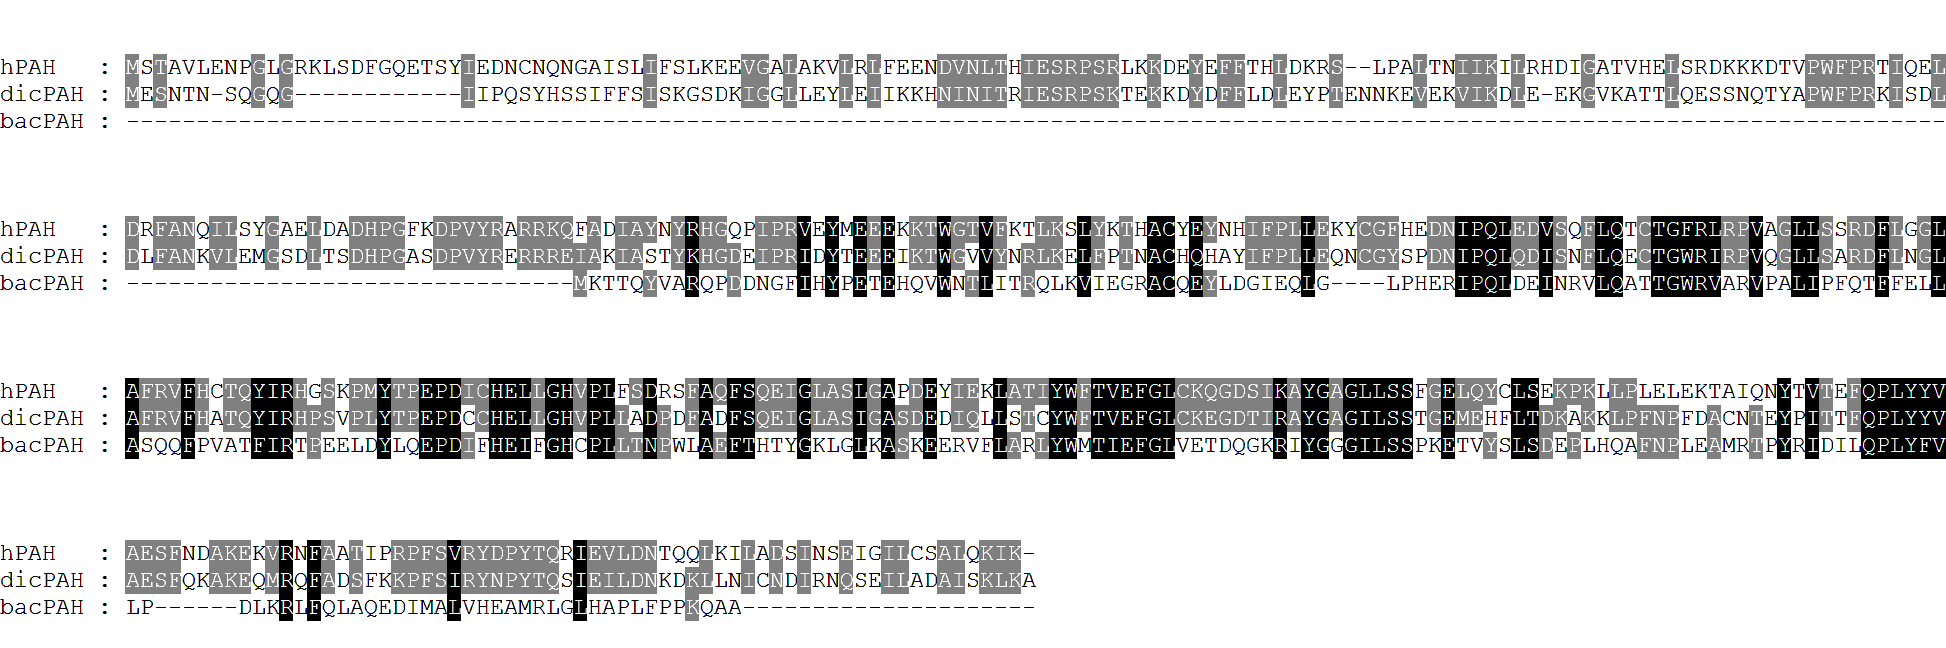 hPAH : MSTAVLENPGLGRKLSDFGQETSYIEDNCNQNGAISLIFSLKEEVGALAKVLRLFEENDVNLTHIESRPSRLKKDEYEFFTHLDKRS--LPALTNIIKILRHDIGATVHELSRDKKKDTVPWFPRTIQEL
dicPAH : MESNTN-SQGQG------------IIPQSYHSSIFFSISKGSDKIGGLLEYLEIIKKHNINITRIESRPSKTEKKDYDFFLDLEYPTENNKEVEKVIKDLE-EKGVKATTLQESSNQTYAPWFPRKISDL
bacPAH : ----------------------------------------------------------------------------------------------------------------------------------
hPAH : DRFANQILSYGAELDADHPGFKDPVYRARRKQFADIAYNYRHGQPIPRVEYMEEEKKTWGTVFKTLKSLYKTHACYEYNHIFPLLEKYCGFHEDNIPQLEDVSQFLQTCTGFRLRPVAGLLSSRDFLGGL
dicPAH : DLFANKVLEMGSDLTSDHPGASDPVYRERRREIAKIASTYKHGDEIPRIDYTEEEIKTWGVVYNRLKELFPTNACHQHAYIFPLLEQNCGYSPDNIPQLQDISNFLQECTGWRIRPVQGLLSARDFLNGL
bacPAH : --------------------------------MKTTQYVARQPDDNGFIHYPETEHQVWNTLITRQLKVIEGRACQEYLDGIEQLG----LPHERIPQLDEINRVLQATTGWRVARVPALIPFQTFFELL
hPAH : AFRVFHCTQYIRHGSKPMYTPEPDICHELLGHVPLFSDRSFAQFSQEIGLASLGAPDEYIEKLATIYWFTVEFGLCKQGDSIKAYGAGLLSSFGELQYCLSEKPKLLPLELEKTAIQNYTVTEFQPLYYV
dicPAH : AFRVFHATQYIRHPSVPLYTPEPDCCHELLGHVPLLADPDFADFSQEIGLASIGASDEDIQLLSTCYWFTVEFGLCKEGDTIRAYGAGILSSTGEMEHFLTDKAKKLPFNPFDACNTEYPITTFQPLYYV
bacPAH : ASQQFPVATFIRTPEELDYLQEPDIFHEIFGHCPLLTNPWLAEFTHTYGKLGLKASKEERVFLARLYWMTIEFGLVETDQGKRIYGGGILSSPKETVYSLSDEPLHQAFNPLEAMRTPYRIDILQPLYFV
hPAH : AESFNDAKEKVRNFAATIPRPFSVRYDPYTQRIEVLDNTQQLKILADSINSEIGILCSALQKIK-
dicPAH : AESFQKAKEQMRQFADSFKKPFSIRYNPYTQSIEILDNKDKLLNICNDIRNQSEILADAISKLKA
bacPAH : LP------DLKRLFQLAQEDIMALVHEAMRLGLHAPLFPPKQAA---------------------